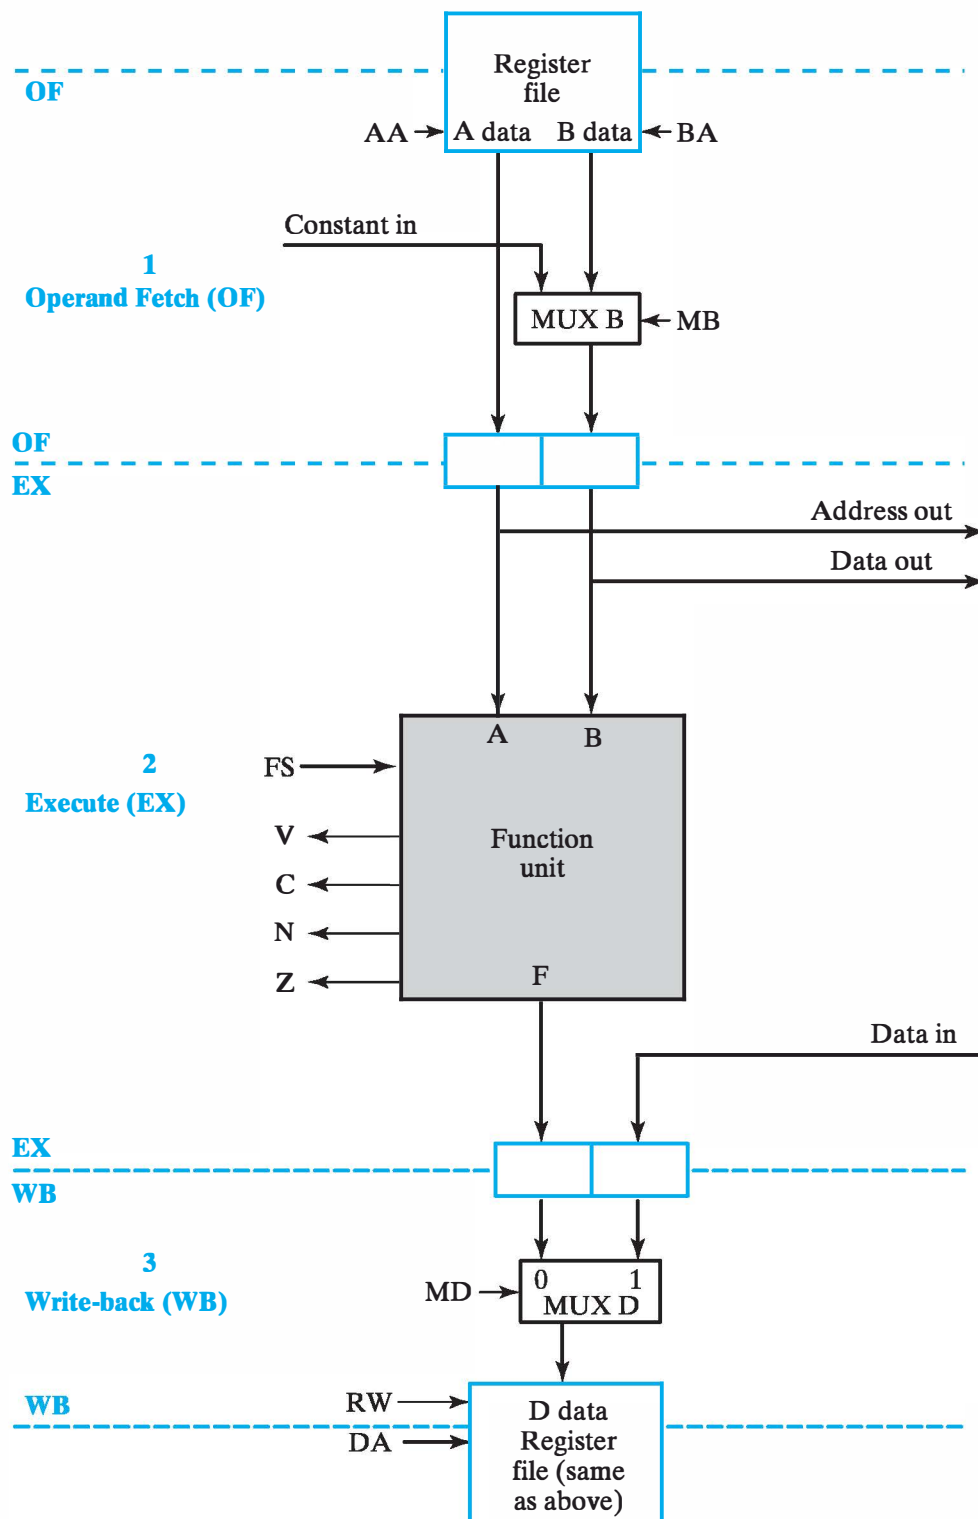 Register
file
OF
AA
A data
B data
BA
Constant in
1
Operand Fetch (OF)
MUX B
MB
OF
EX
Address out
Data out
A
B
2
Execute (EX)
FS
V
Function
unit
C
N
Z
F
Data in
EX
WB
3
Write-back (WB)
MD
0
1
MUX D
WB
RW
DA
D data
Register
file (same
as above)